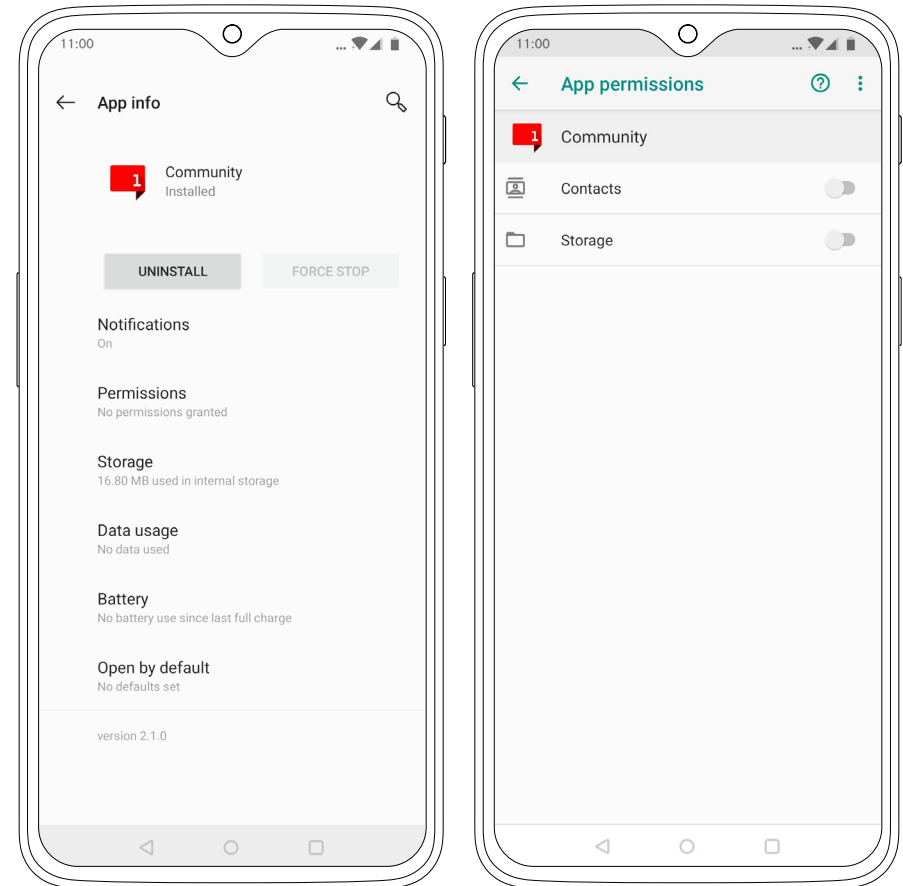 11:00
...
App info
1
Community
Installed
UNINSTALL
FORCE STOP
Notifications
On
Permissions
No permissions granted
Storage
16.80 MB used in internal storage
Data usage
No data used
Battery
No battery use since last full charge
Open by default
No defaults set
version 2.1.0
11:00
...
App permissions
?
1
Community
Contacts
Storage